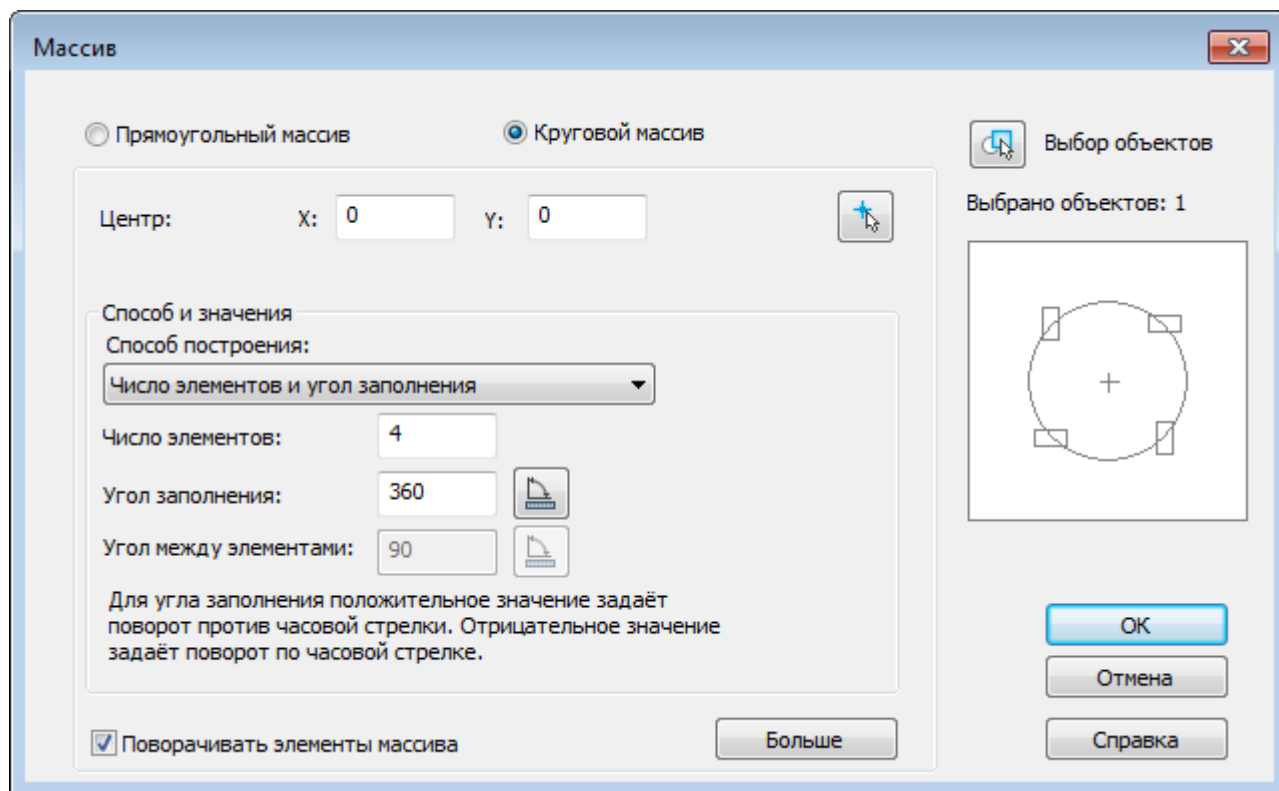 Массив
Прямоугольный массив
Круговой массив
Выбор объектов
Выбрано объектов: 1
Центр: X: 0 Y: 0
Способ и значения
Способ построения:
Число элементов и угол заполнения
Число элементов: 4
Угол заполнения: 360
Угол между элементами: 90
Для угла заполнения положительное значение задаёт
поворот против часовой стрелки. Отрицательное значение
задаёт поворот по часовой стрелке.
Поворачивать элементы массива
Больше
ОК
Отмена
Справка